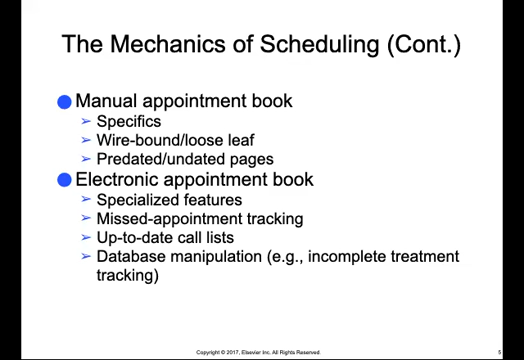 The Mechanics of Scheduling (Cont.)
● Manual appointment book
➢ Specifics
➢ Wire-bound/loose leaf
➢ Predated/undated pages
● Electronic appointment book
➢ Specialized features
➢ Missed-appointment tracking
➢ Up-to-date call lists
➢ Database manipulation (e.g., incomplete treatment
tracking)
Copyright © 2017, Elsevier Inc. All Rights Reserved.
5